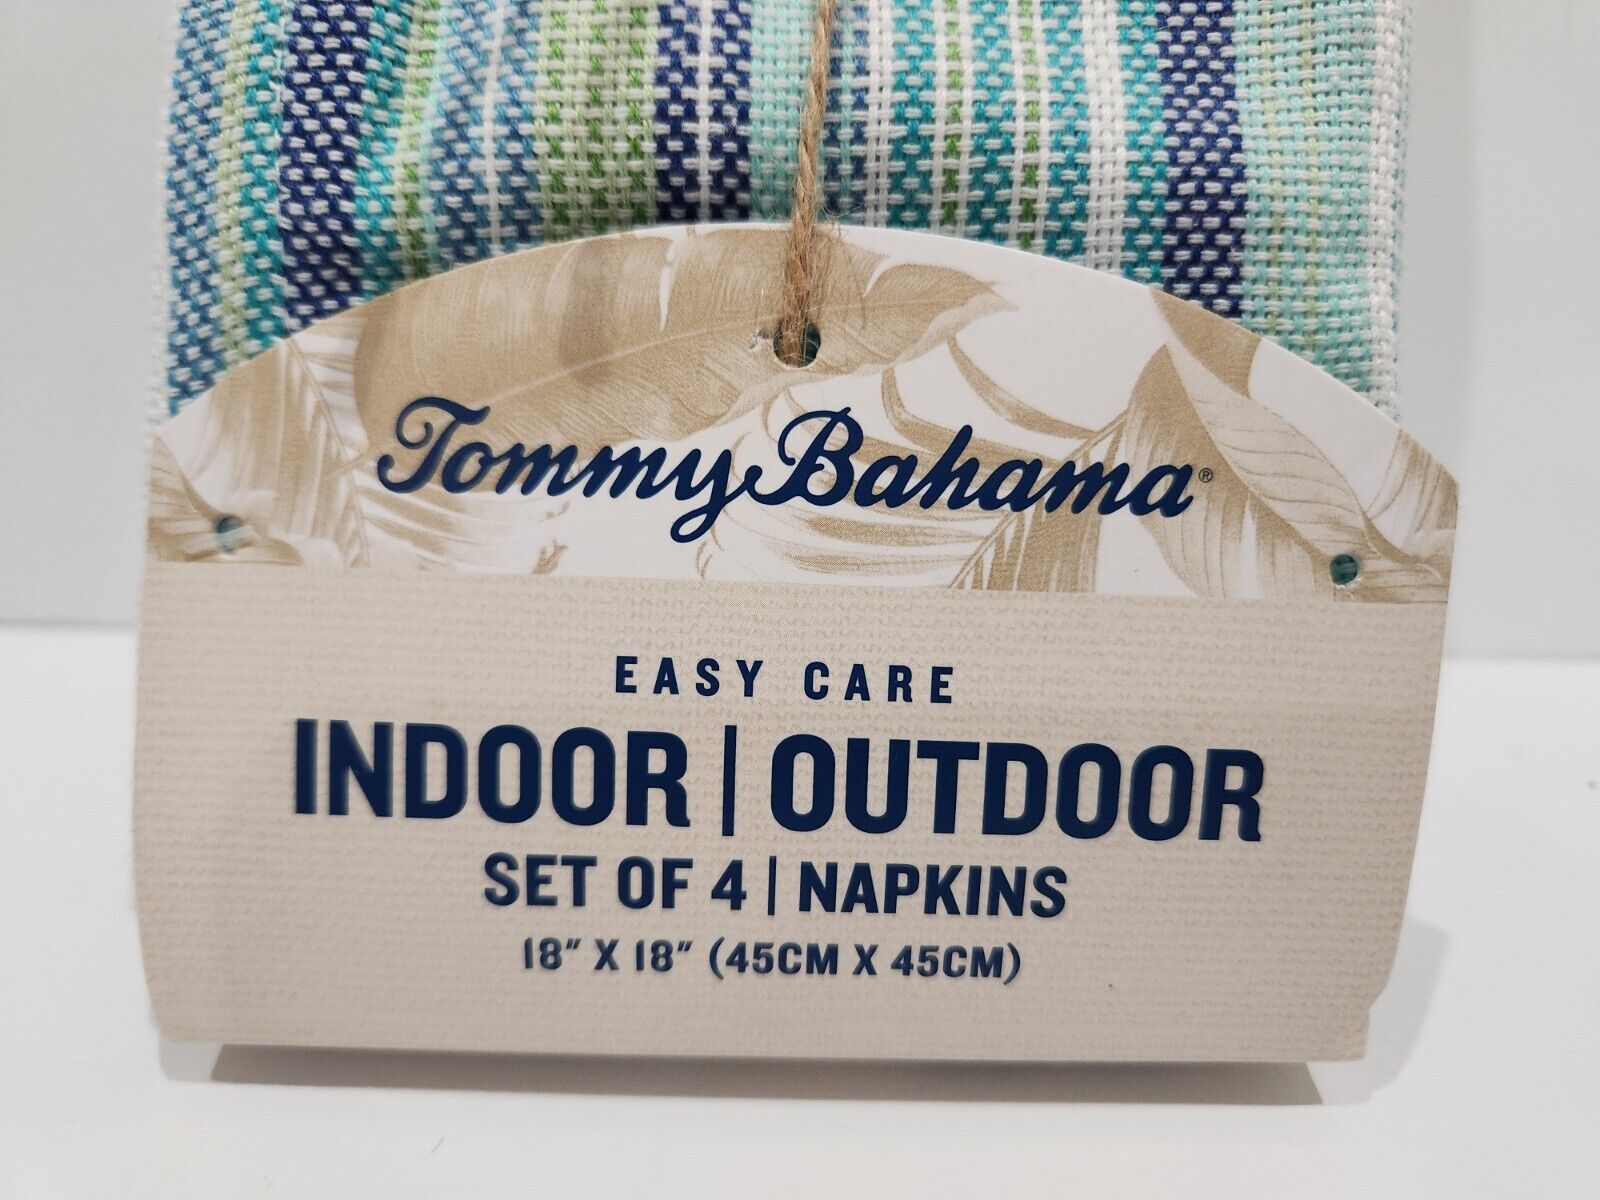 Tommy Bahama®
EASY CARE
INDOOR | OUTDOOR
SET OF 4 | NAPKINS
18" X 18" (45CM X 45CM)